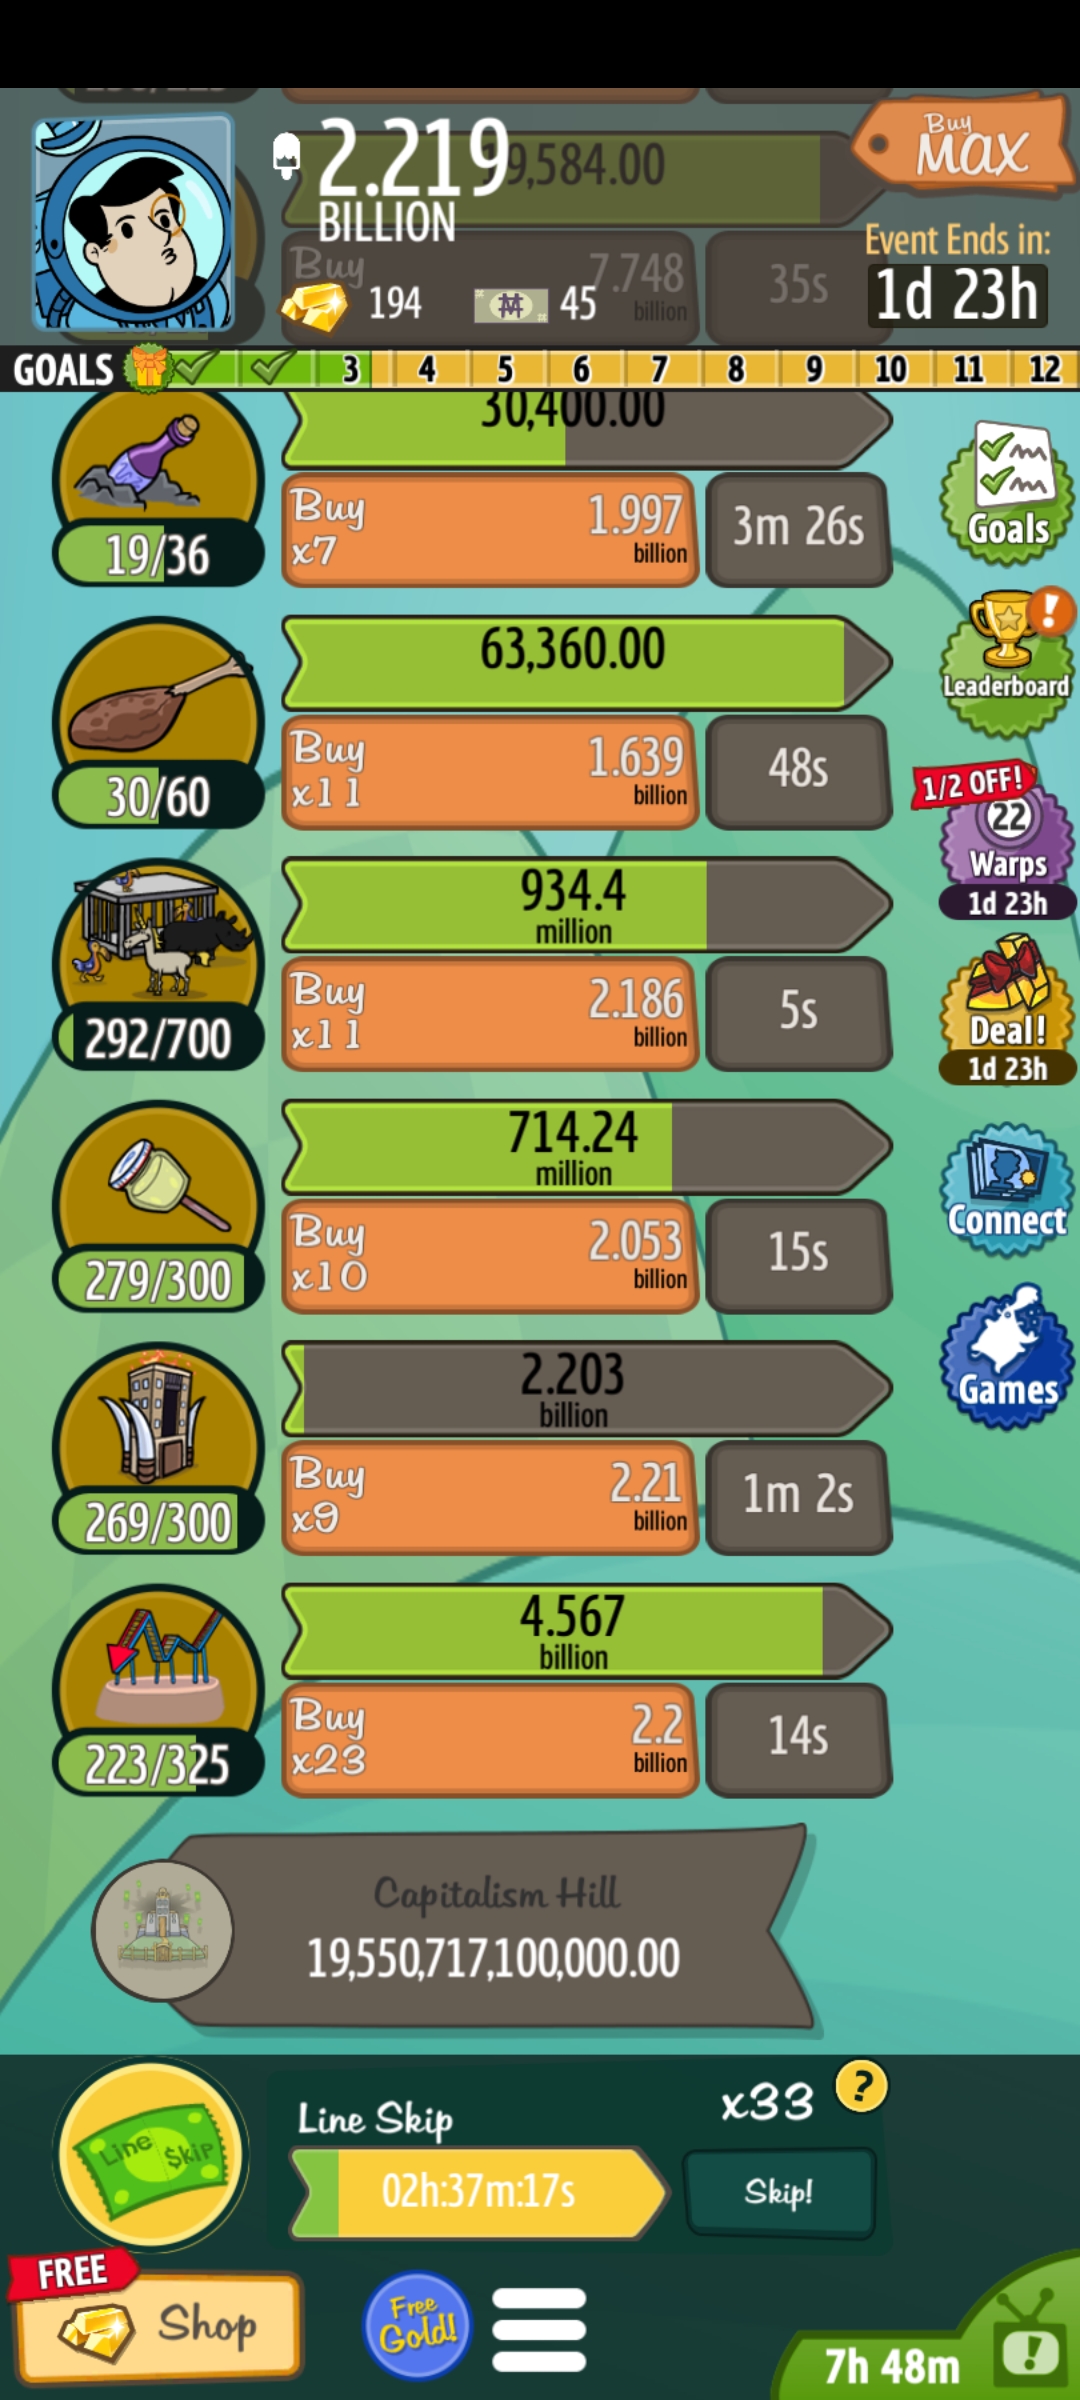 2.219
9,584.00
Buy
MAX
BILLION
Event Ends in:
Buy
7.748
billion
35s
194
45
1d 23h
GOALS
3 4 5 6 7 8 9 10 11 12
30,400.00
Goals
19/36
Buy
x7
1.997
billion
3m 26s
Leaderboard
63,360.00
30/60
Buy
x11
1.639
billion
48s
1/2 OFF!
22
Warps
1d 23h
934.4
million
292/700
Buy
x11
2.186
billion
5s
Deal!
1d 23h
714.24
million
279/300
Buy
x10
2.053
billion
15s
Connect
2.203
billion
269/300
Buy
x9
2.21
billion
1m 2s
Games
4.567
billion
223/325
Buy
x23
2.2
billion
14s
Capitalism Hill
19,550,717,100,000.00
Line $kip
Line Skip
x33
?
02h:37m:17s
Skip!
FREE
Shop
Free
Gold!
7h 48m